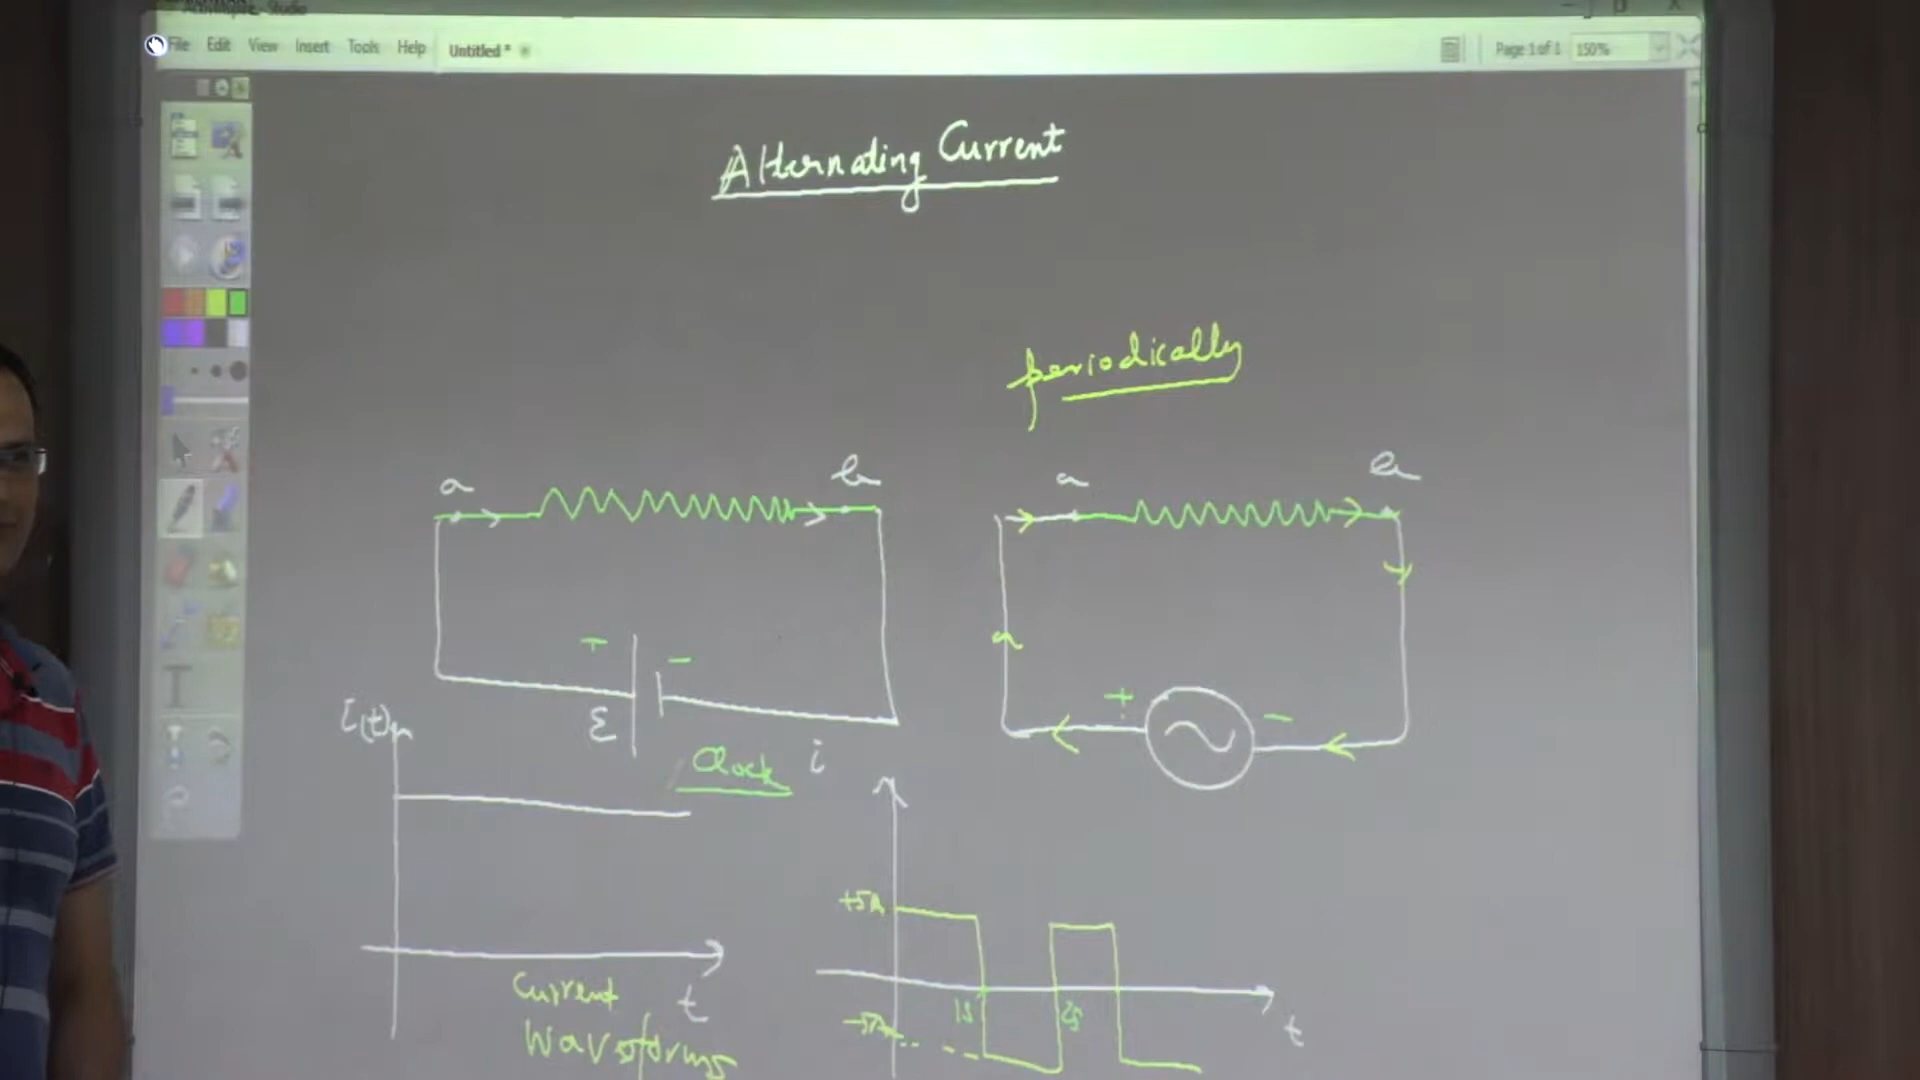 File Edit View Insert Tools Help Untitled * Page 1 of 1 150%
Alternating Current
periodically
a b a b
+ - + -
i(t) ε Clock i
+5A
-5A 1s 2s
Current t t
Waveforms